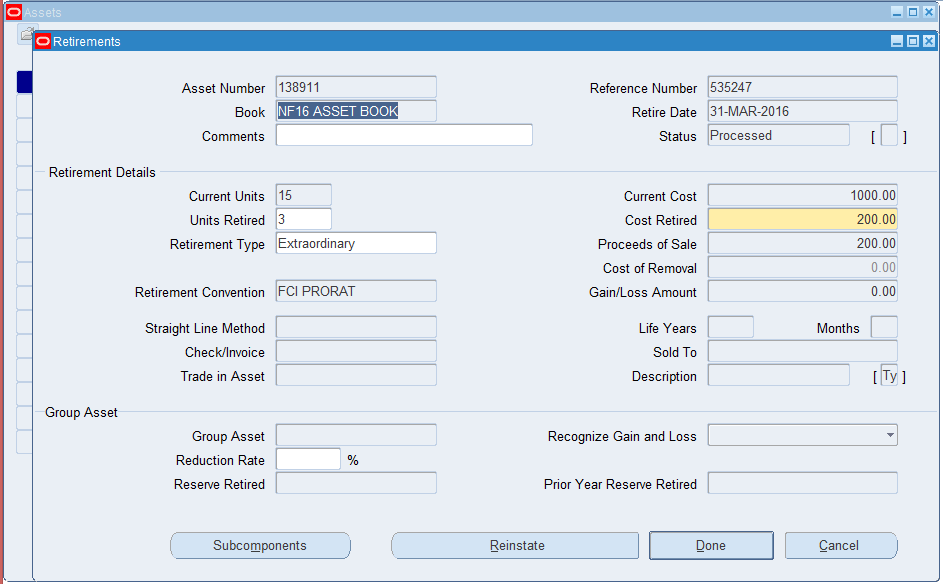 Assets
Retirements
Asset Number 138911 Reference Number 535247
Book NF16 ASSET BOOK Retire Date 31-MAR-2016
Comments Status Processed [ ]
Retirement Details
Current Units 15 Current Cost 1000.00
Units Retired 3 Cost Retired 200.00
Retirement Type Extraordinary Proceeds of Sale 200.00
Cost of Removal 0.00
Retirement Convention FCI PRORAT Gain/Loss Amount 0.00
Straight Line Method Life Years Months
Check/Invoice Sold To
Trade in Asset Description [ Ty ]
Group Asset
Group Asset Recognize Gain and Loss
Reduction Rate %
Reserve Retired Prior Year Reserve Retired
Subcomponents Reinstate Done Cancel